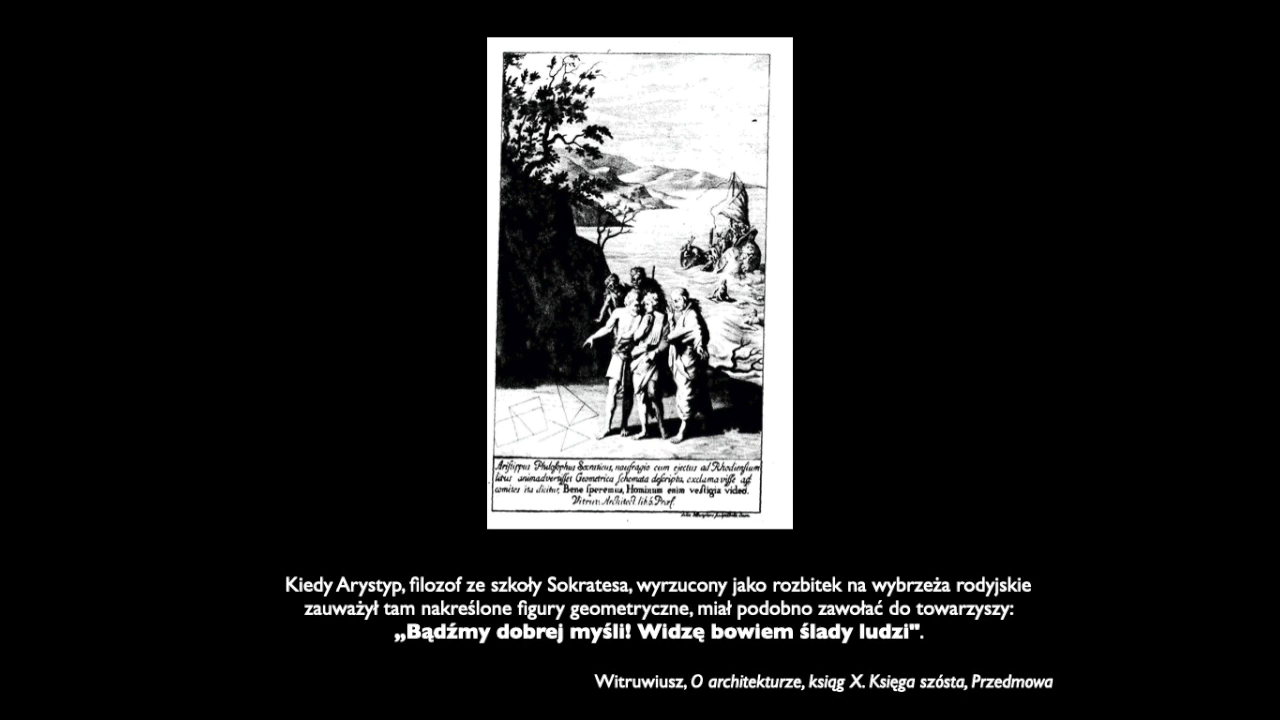 Aristippus Philosophus Socraticus, naufragio cum ejectus ad Rhodiensium
litus animadvertisset Geometrica schemata descripta, exclamavisse ad
comites ita dicitur, Bene speremus, Hominum enim vestigia video.
Vitruv. Architect. lib. 6. Præf.
Kiedy Arystyp, filozof ze szkoły Sokratesa, wyrzucony jako rozbitek na wybrzeża rodyjskie
zauważył tam nakreślone figury geometryczne, miał podobno zawołać do towarzyszy:
„Bądźmy dobrej myśli! Widzę bowiem ślady ludzi".
Witruwiusz, O architekturze, ksiąg X. Księga szósta, Przedmowa